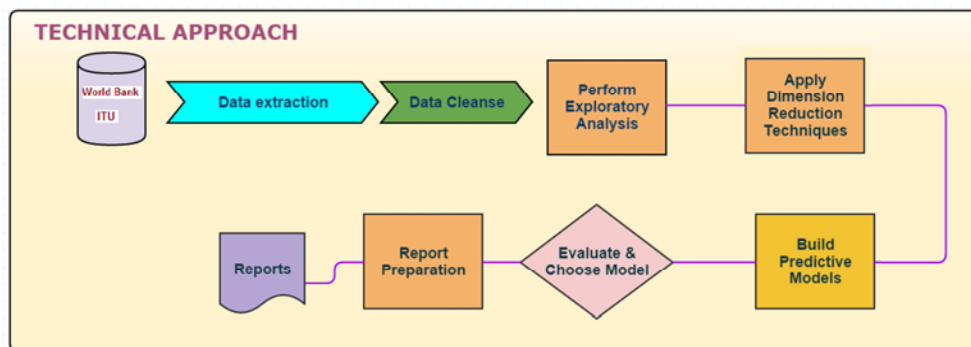 TECHNICAL APPROACH
World Bank
ITU
Data extraction
Data Cleanse
Perform
Exploratory
Analysis
Apply
Dimension
Reduction
Techniques
Reports
Report
Preparation
Evaluate &
Choose Model
Build
Predictive
Models